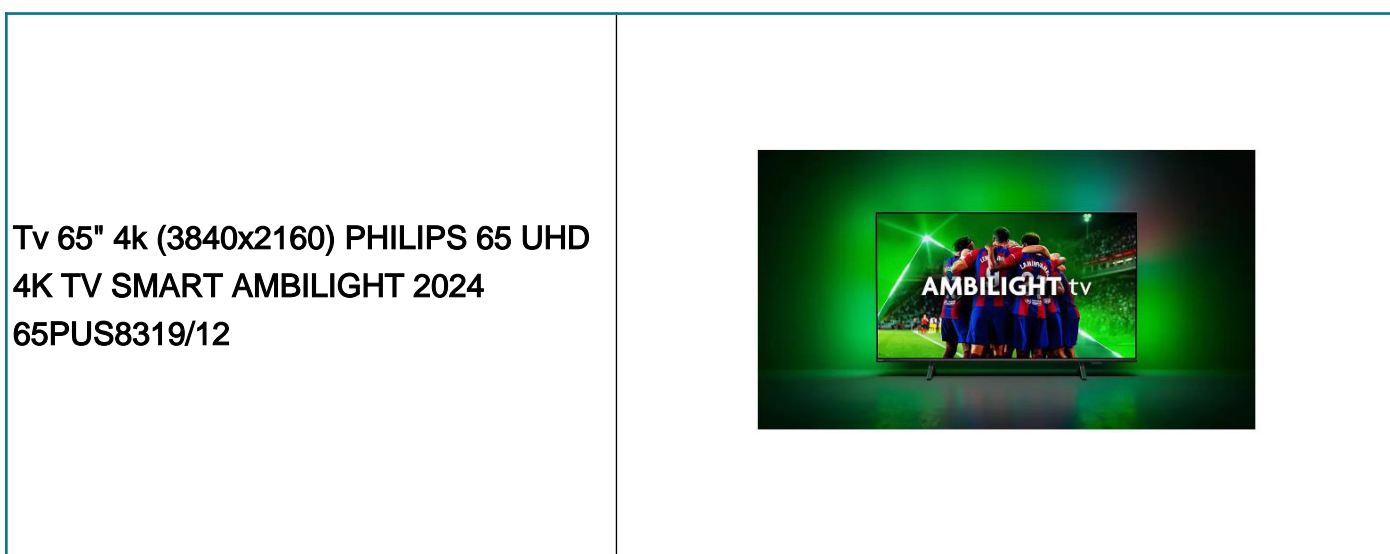 Tv 65" 4k (3840x2160) PHILIPS 65 UHD
4K TV SMART AMBILIGHT 2024
65PUS8319/12
AMBILIGHT tv